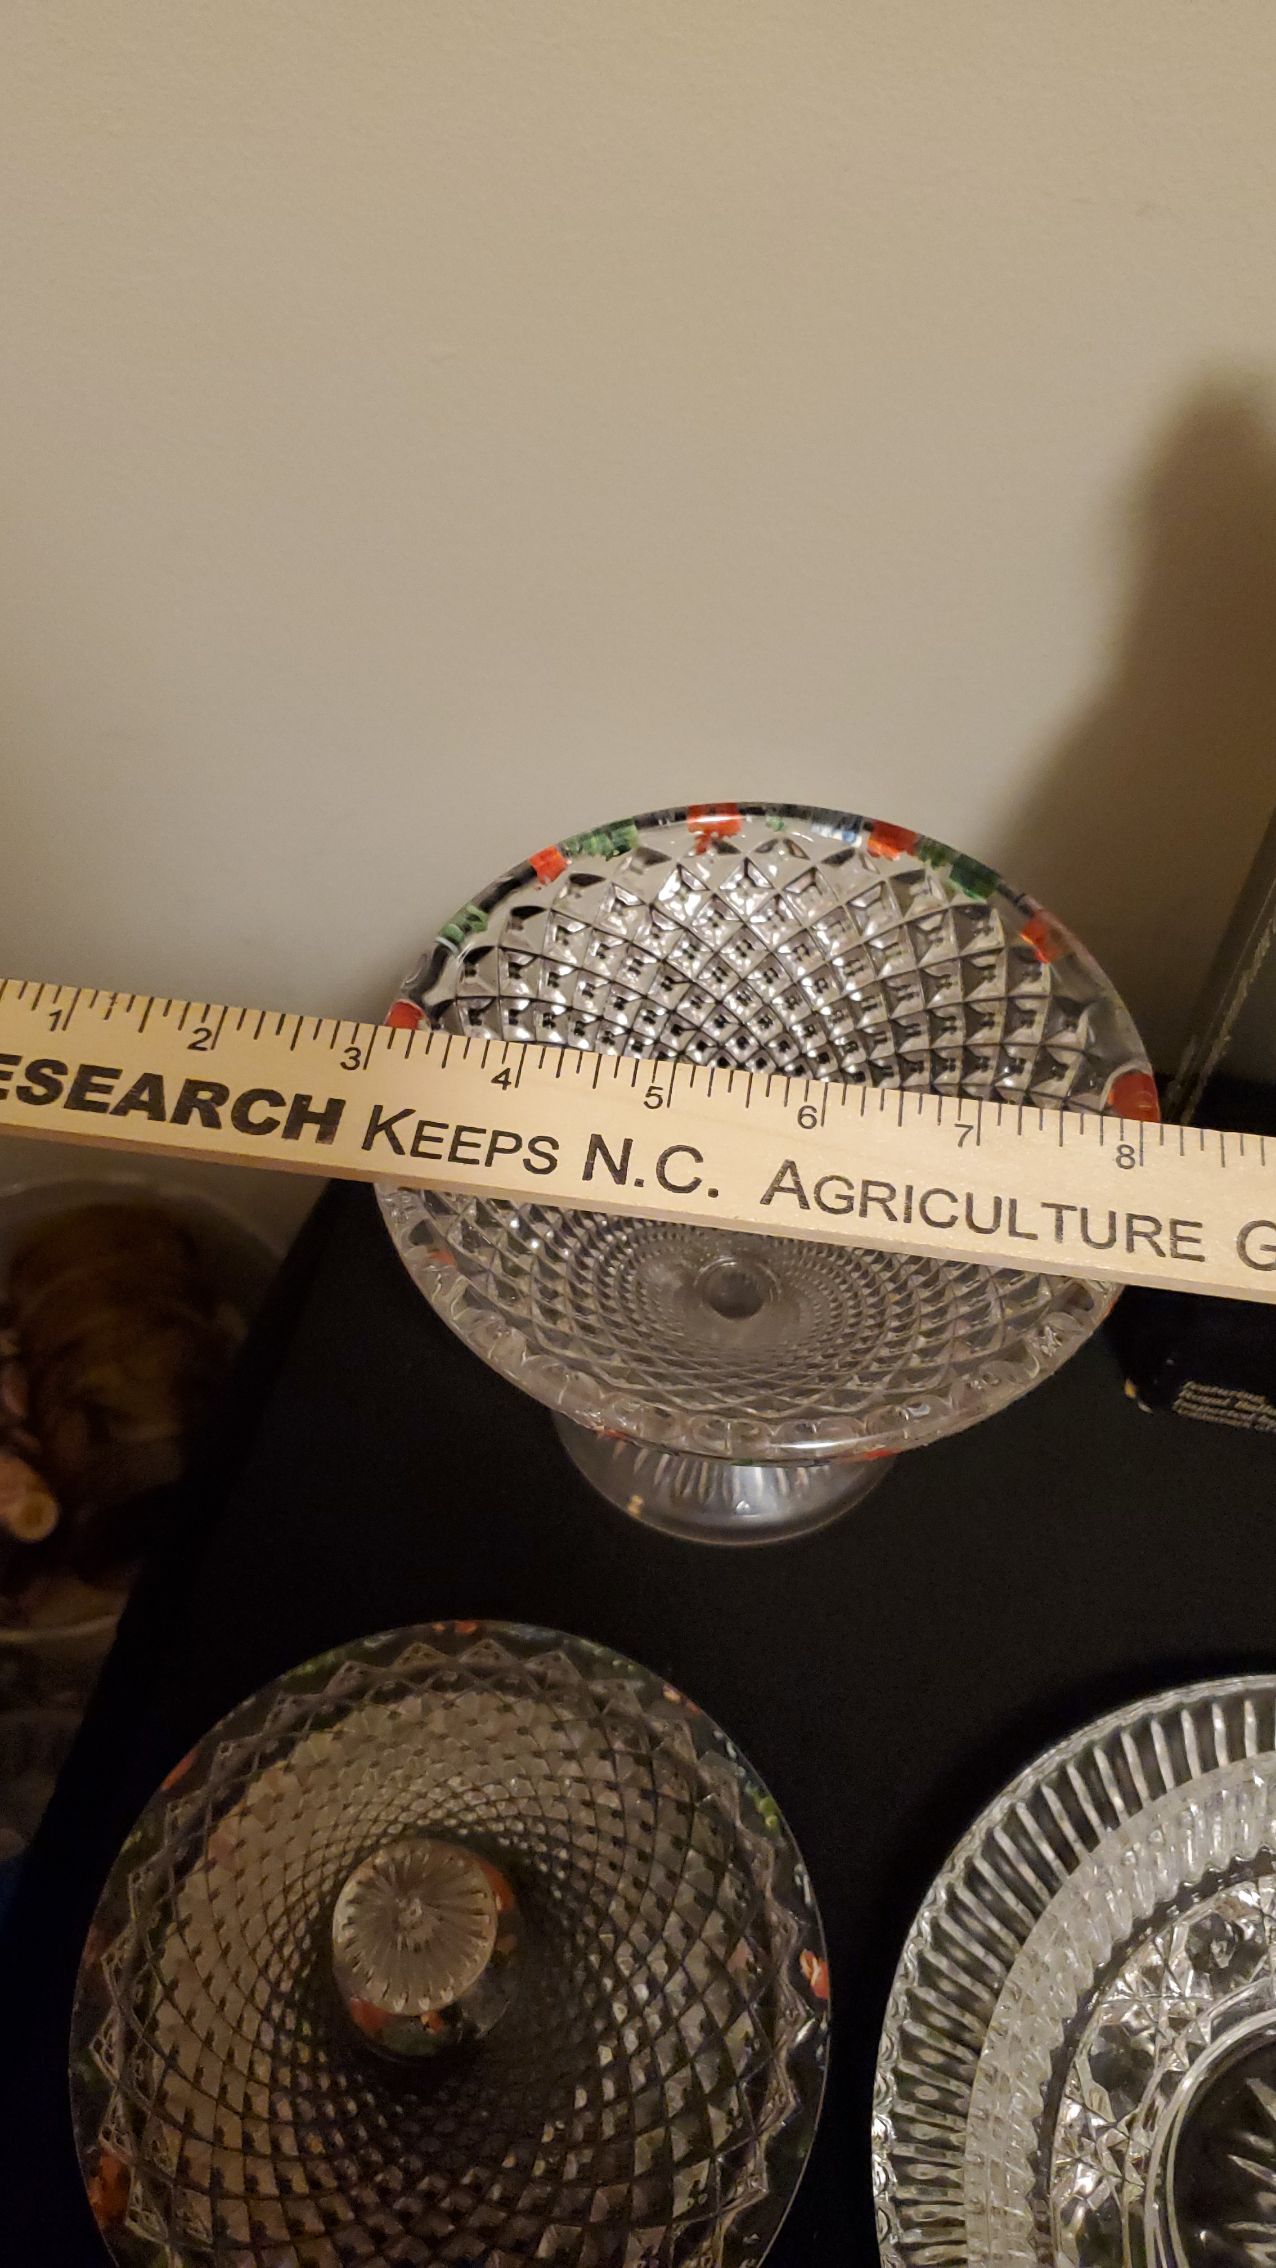 1 2 3 4 5 6 7 8
ESEARCH KEEPS N.C. AGRICULTURE G